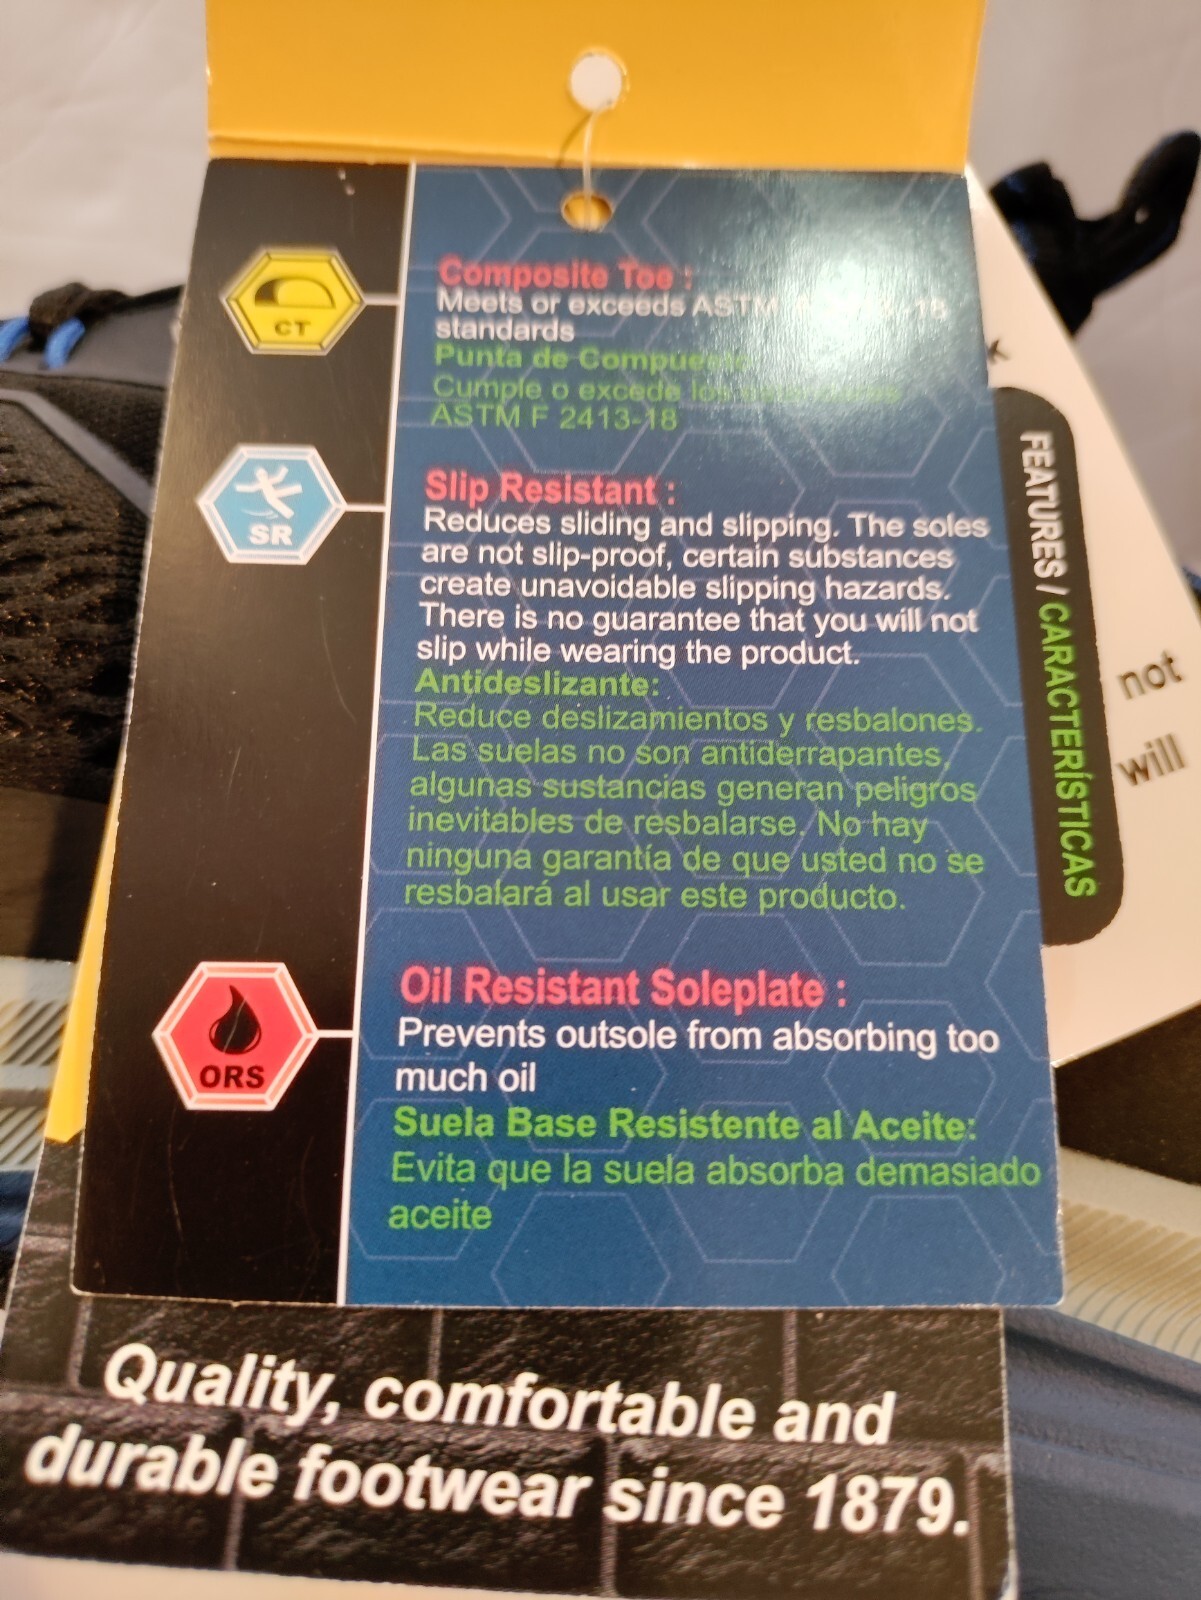 CT
Composite Toe :
Meets or exceeds ASTM 18
standards
Punta de
Cumple o excede los
ASTM F 2413-18
SR
Slip Resistant :
Reduces sliding and slipping. The soles
are not slip-proof, certain substances
create unavoidable slipping hazards.
There is no guarantee that you will not
slip while wearing the product.
Antideslizante:
Reduce deslizamientos y resbalones.
Las suelas no son antiderrapantes,
algunas sustancias generan peligros
inevitables de resbalarse. No hay
ninguna garantía de que usted no se
resbalará al usar este producto.
ORS
Oil Resistant Soleplate :
Prevents outsole from absorbing too
much oil
Suela Base Resistente al Aceite:
Evita que la suela absorba demasiado
aceite
FEATURES / CARACTERÍSTICAS
k
not
will
Quality, comfortable and
durable footwear since 1879.